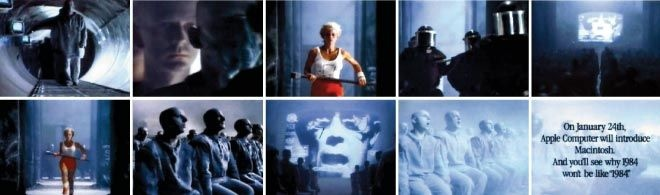 On January 24th,
Apple Computer will introduce
Macintosh.
And you'll see why 1984
won't be like "1984."